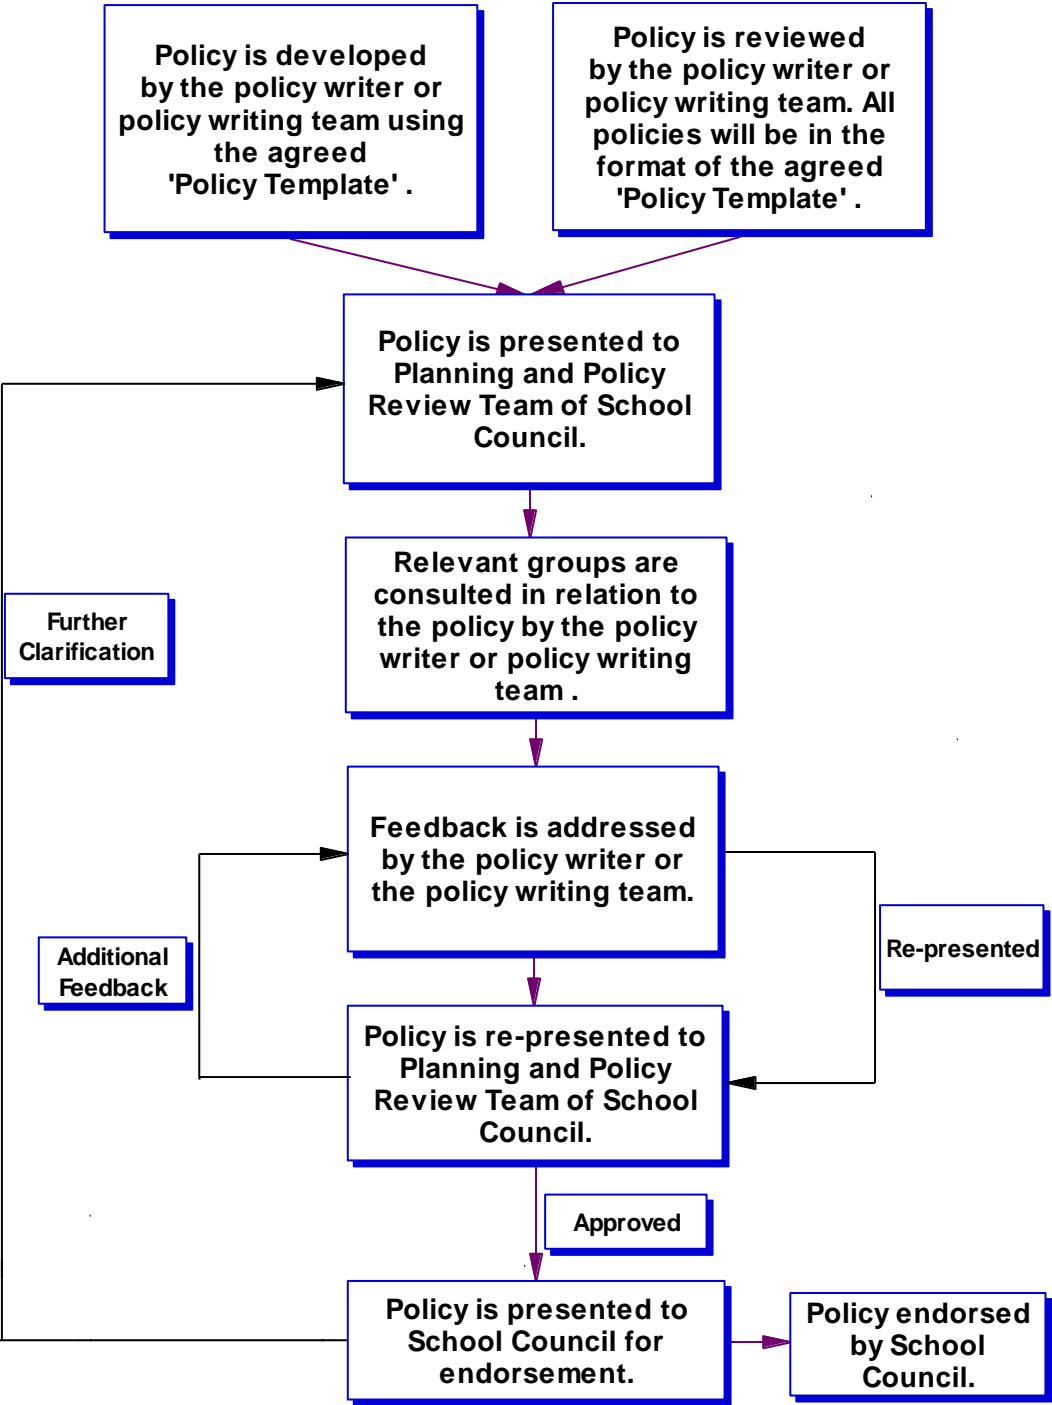 Policy is developed
by the policy writer or
policy writing team using
the agreed
'Policy Template' .
Policy is reviewed
by the policy writer or
policy writing team. All
policies will be in the
format of the agreed
'Policy Template' .
Policy is presented to
Planning and Policy
Review Team of School
Council.
Relevant groups are
consulted in relation to
the policy by the policy
writer or policy writing
team .
Further
Clarification
Feedback is addressed
by the policy writer or
the policy writing team.
Additional
Feedback
Re-presented
Policy is re-presented to
Planning and Policy
Review Team of School
Council.
Approved
Policy is presented to
School Council for
endorsement.
Policy endorsed
by School
Council.